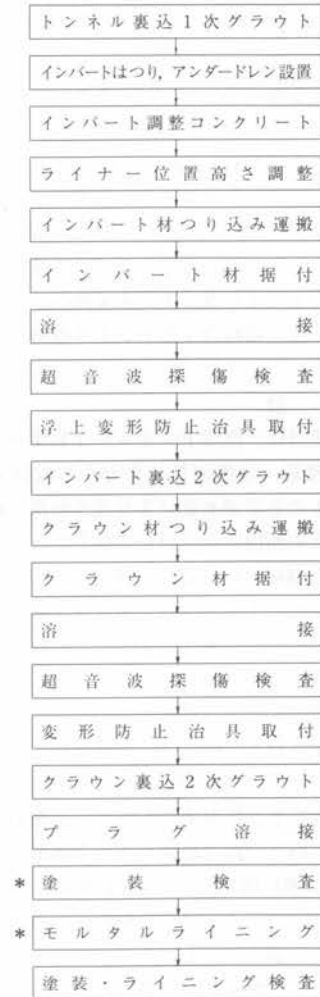 トンネル裏込1次グラウト
インバートはつり，アンダードレン設置
インバート調整コンクリート
ライナー位置高さ調整
インバート材つり込み運搬
インバート材据付
溶接
超音波探傷検査
浮上変形防止治具取付
インバート裏込2次グラウト
クラウン材つり込み運搬
クラウン材据付
溶接
超音波探傷検査
変形防止治具取付
クラウン裏込2次グラウト
プラグ溶接
* 塗装検査
* モルタルライニング
塗装・ライニング検査